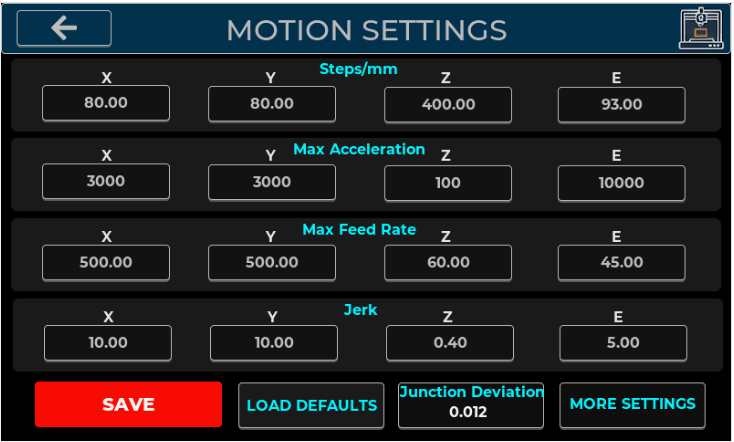 MOTION SETTINGS
Steps/mm
X Y Z E
80.00 80.00 400.00 93.00
Max Acceleration
X Y Z E
3000 3000 100 10000
Max Feed Rate
X Y Z E
500.00 500.00 60.00 45.00
Jerk
X Y Z E
10.00 10.00 0.40 5.00
SAVE
LOAD DEFAULTS
Junction Deviation
0.012
MORE SETTINGS